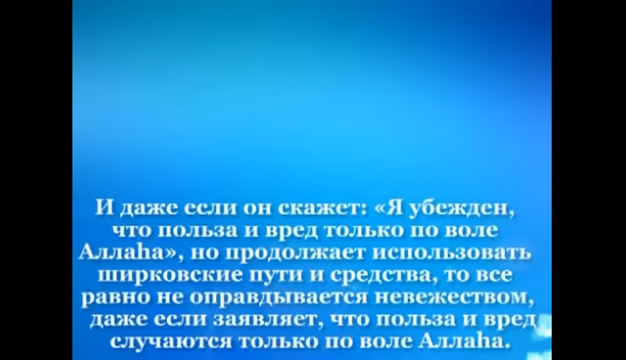 И даже если он скажет: «Я убежден,
что польза и вред только по воле
Аллаhа», но продолжает использовать
ширковские пути и средства, то все
равно не оправдывается невежеством,
даже если заявляет, что польза и вред
случаются только по воле Аллаhа.